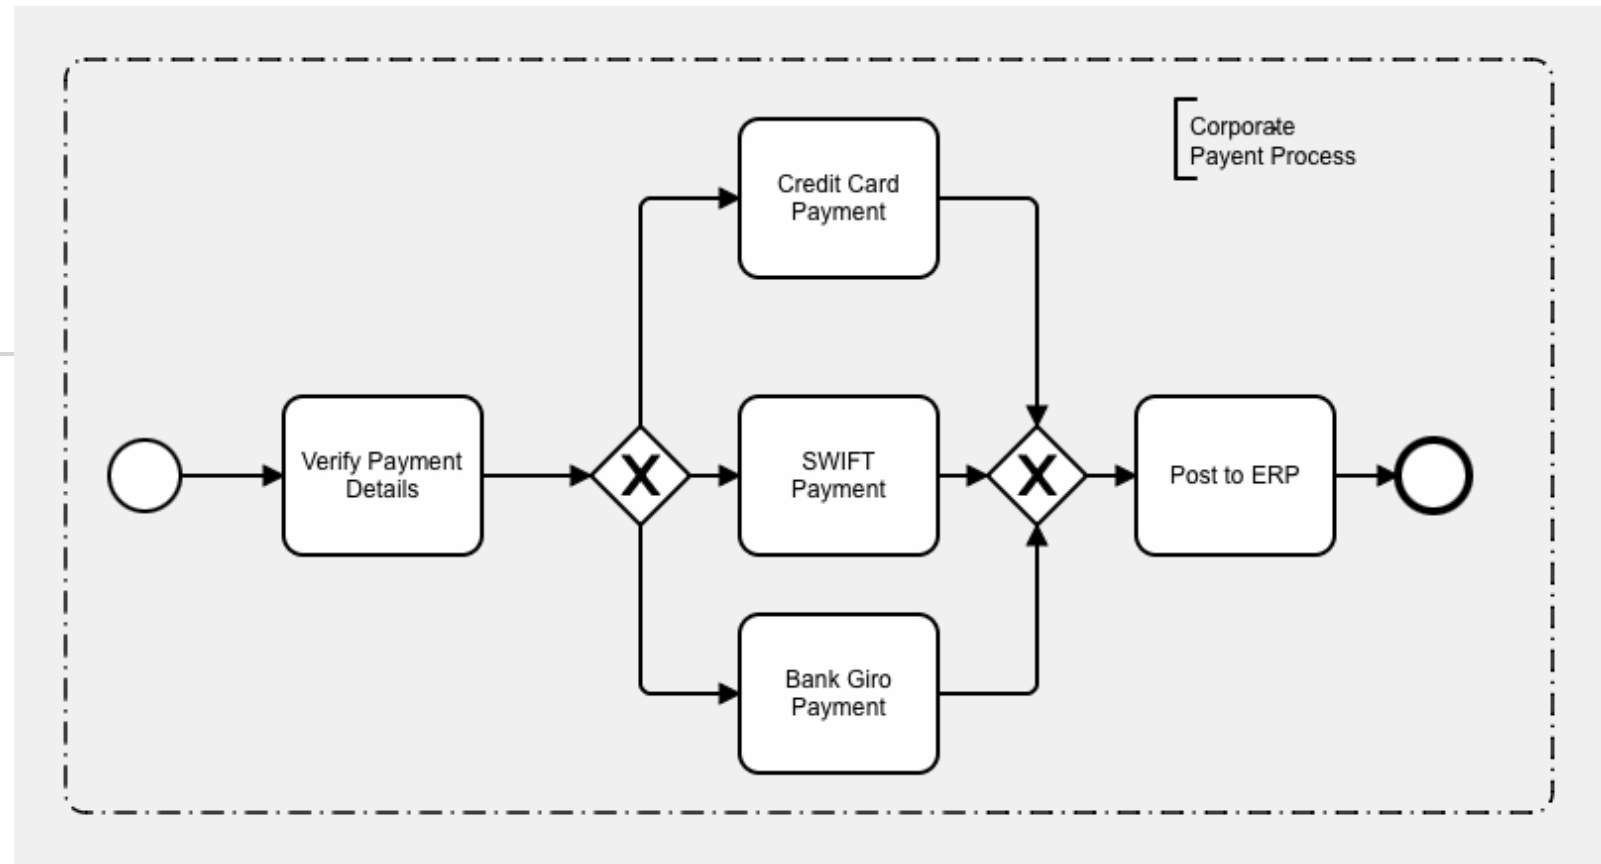 Corporate
Payent Process
Credit Card
Payment
Verify Payment
Details
X
SWIFT
Payment
X
Post to ERP
Bank Giro
Payment